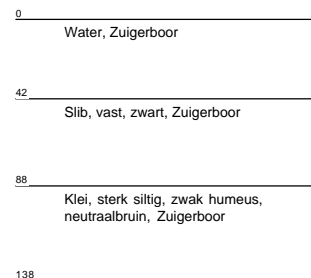 0
Water, Zuigerboor
42
Slib, vast, zwart, Zuigerboor
88
Klei, sterk siltig, zwak humeus,
neutraalbruin, Zuigerboor
138